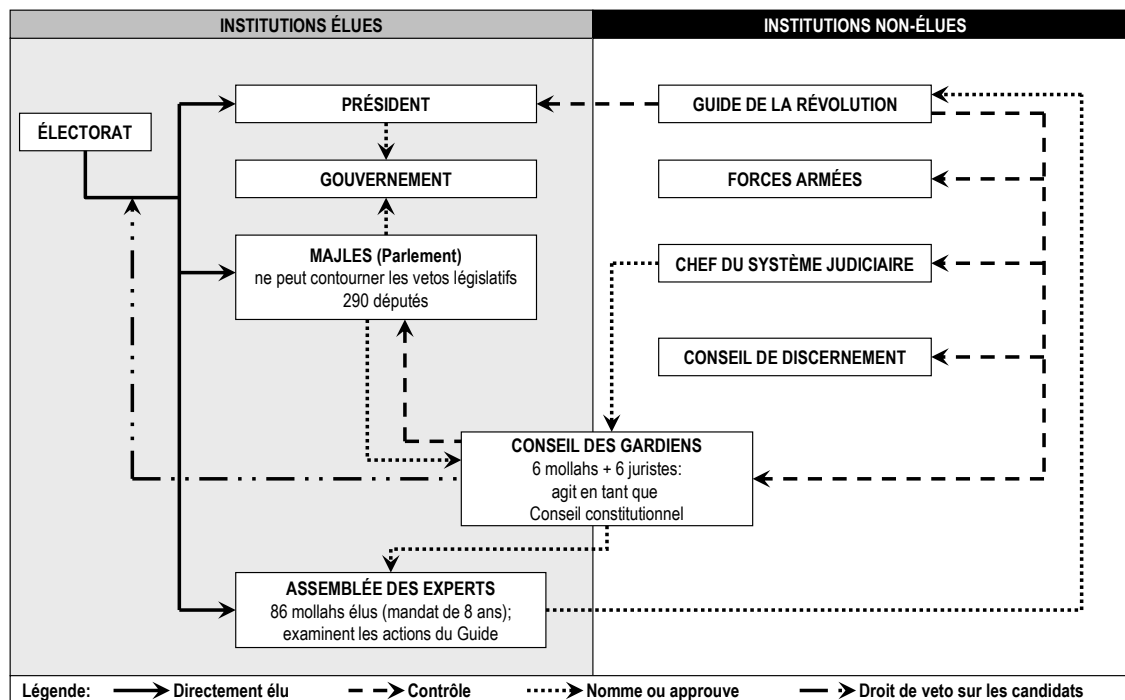 INSTITUTIONS ÉLUES
INSTITUTIONS NON-ÉLUES
ÉLECTORAT
PRÉSIDENT
GUIDE DE LA RÉVOLUTION
GOUVERNEMENT
FORCES ARMÉES
MAJLES (Parlement)
ne peut contourner les vetos législatifs
290 députés
CHEF DU SYSTÈME JUDICIAIRE
CONSEIL DE DISCERNEMENT
CONSEIL DES GARDIENS
6 mollahs + 6 juristes:
agit en tant que
Conseil constitutionnel
ASSEMBLÉE DES EXPERTS
86 mollahs élus (mandat de 8 ans);
examinent les actions du Guide
Légende:
Directement élu
Contrôle
Nomme ou approuve
Droit de veto sur les candidats